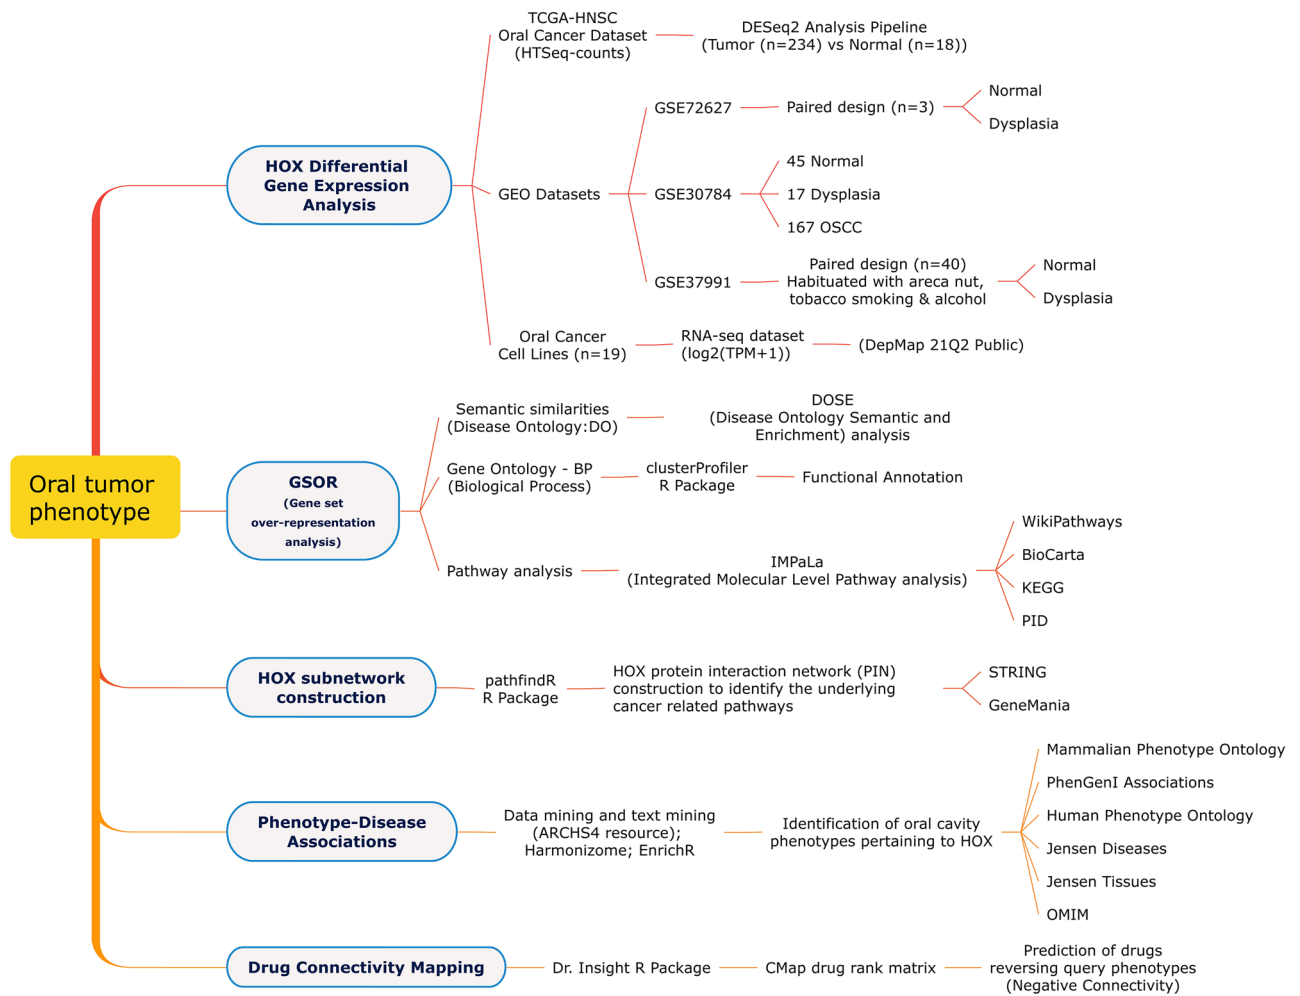 Oral tumor
phenotype
HOX Differential
Gene Expression
Analysis
TCGA-HNSC
Oral Cancer Dataset
(HTSeq-counts)
DESeq2 Analysis Pipeline
(Tumor (n=234) vs Normal (n=18))
GEO Datasets
GSE72627
Paired design (n=3)
Normal
Dysplasia
GSE30784
45 Normal
17 Dysplasia
167 OSCC
GSE37991
Paired design (n=40)
Habituated with areca nut,
tobacco smoking & alcohol
Normal
Dysplasia
Oral Cancer
Cell Lines (n=19)
RNA-seq dataset
(log2(TPM+1))
(DepMap 21Q2 Public)
GSOR
(Gene set
over-representation
analysis)
Semantic similarities
(Disease Ontology:DO)
DOSE
(Disease Ontology Semantic and
Enrichment) analysis
Gene Ontology - BP
(Biological Process)
clusterProfiler
R Package
Functional Annotation
Pathway analysis
IMPaLa
(Integrated Molecular Level Pathway analysis)
WikiPathways
BioCarta
KEGG
PID
HOX subnetwork
construction
pathfindR
R Package
HOX protein interaction network (PIN)
construction to identify the underlying
cancer related pathways
STRING
GeneMania
Phenotype-Disease
Associations
Data mining and text mining
(ARCHS4 resource);
Harmonizome; EnrichR
Identification of oral cavity
phenotypes pertaining to HOX
Mammalian Phenotype Ontology
PhenGenI Associations
Human Phenotype Ontology
Jensen Diseases
Jensen Tissues
OMIM
Drug Connectivity Mapping
Dr. Insight R Package
CMap drug rank matrix
Prediction of drugs
reversing query phenotypes
(Negative Connectivity)